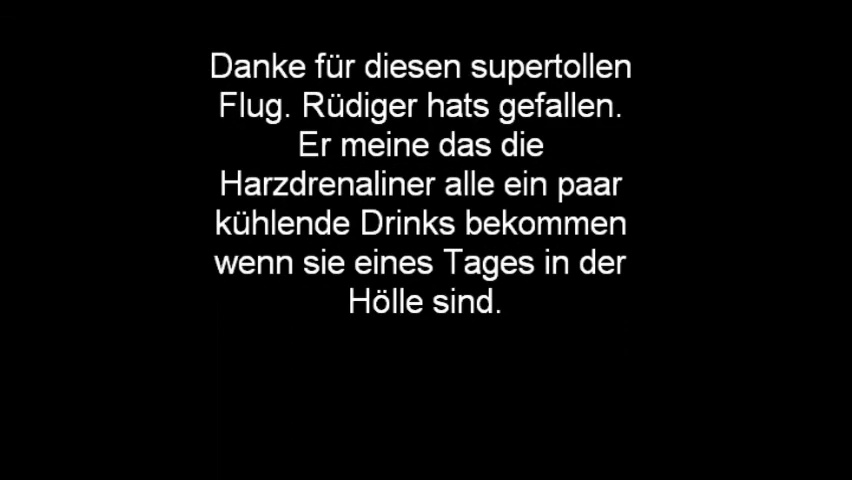 Danke für diesen supertollen
Flug. Rüdiger hats gefallen.
Er meine das die
Harzdrenaliner alle ein paar
kühlende Drinks bekommen
wenn sie eines Tages in der
Hölle sind.